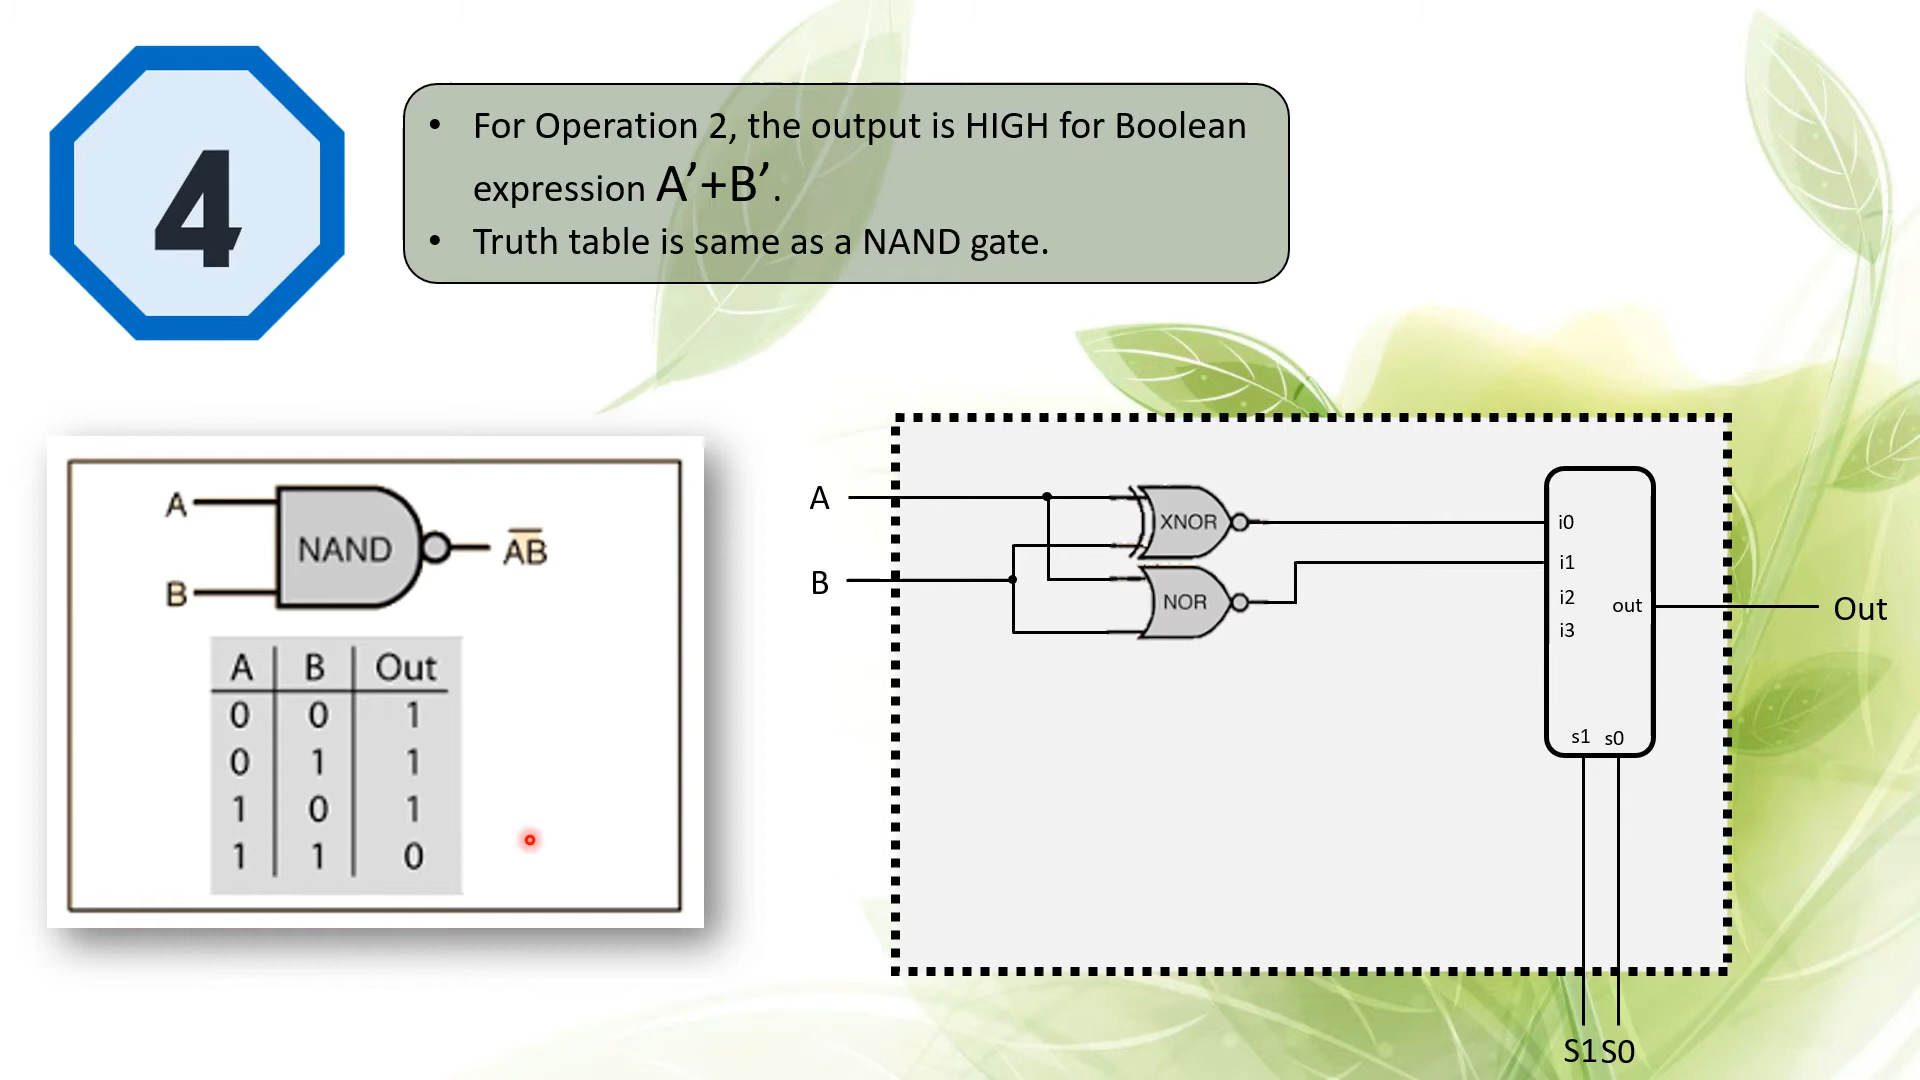 4
• For Operation 2, the output is HIGH for Boolean
expression A’+B’.
• Truth table is same as a NAND gate.
A
B
NAND
A̅B̅
A B Out
0 0 1
0 1 1
1 0 1
1 1 0
A
B
XNOR
NOR
i0
i1
i2
i3
out
s1 s0
Out
S1 S0